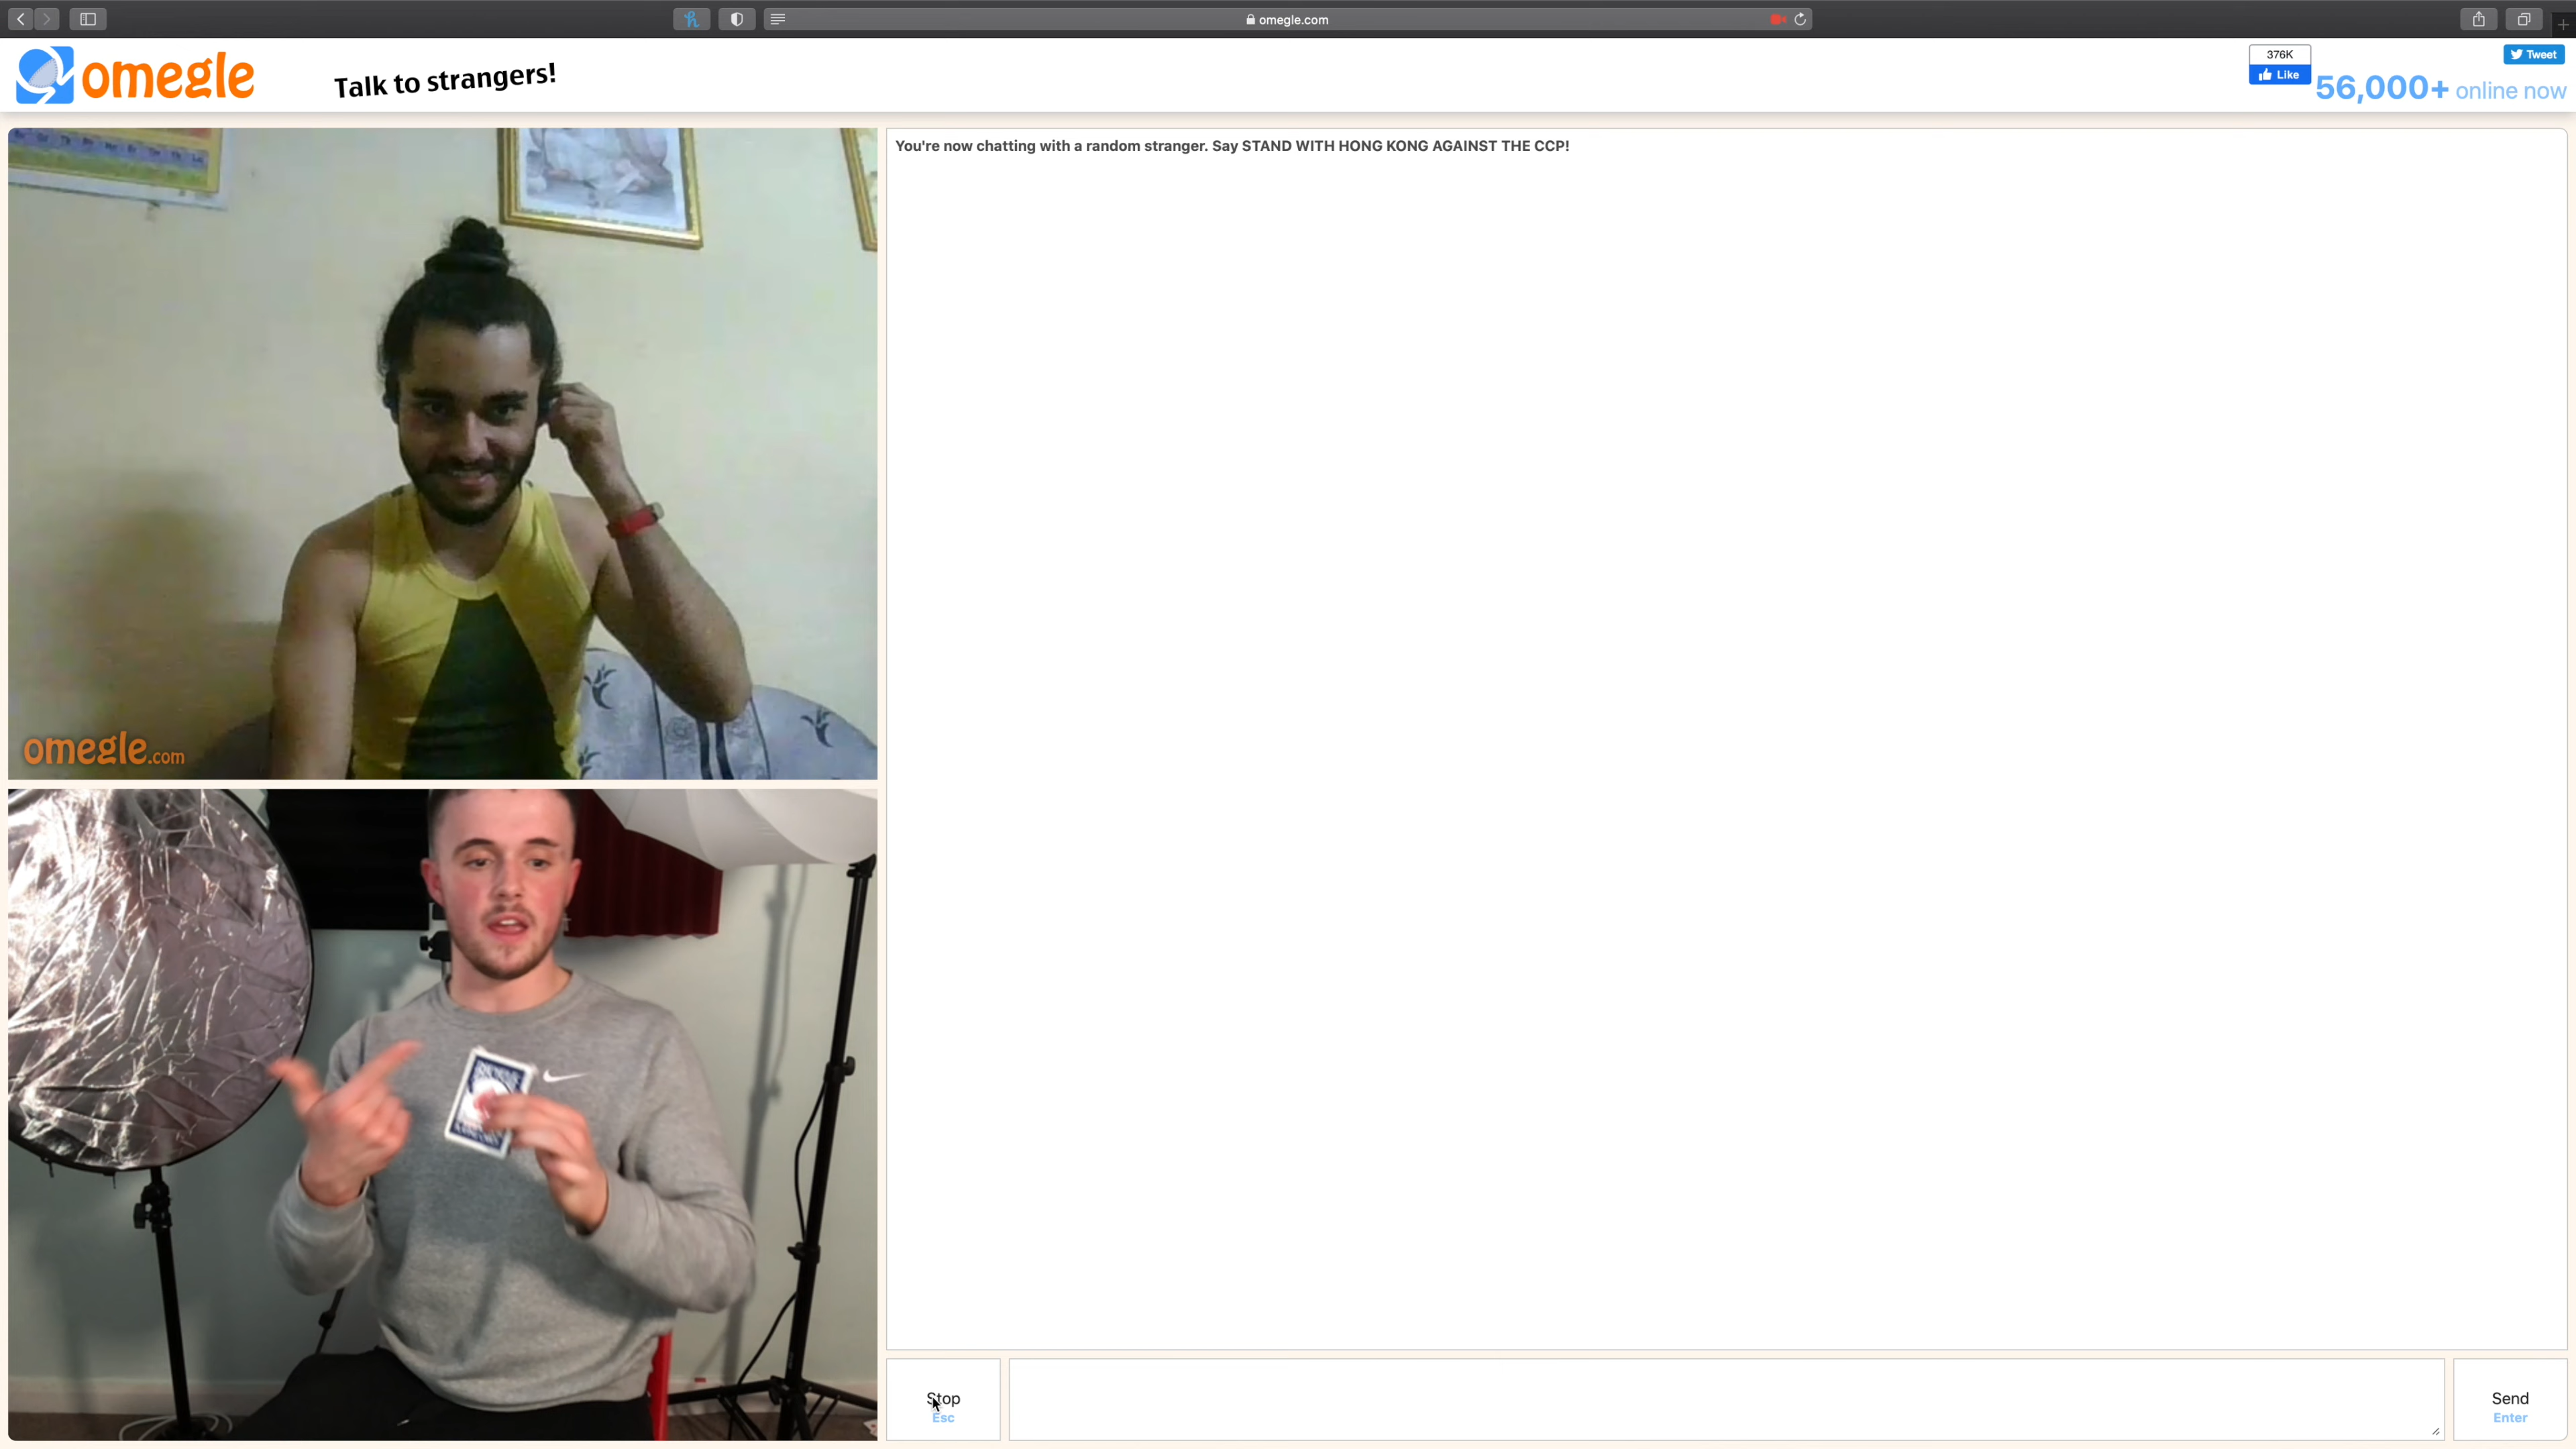 omegle.com
omegle
Talk to strangers!
376K
Like
Tweet
56,000+ online now
You're now chatting with a random stranger. Say STAND WITH HONG KONG AGAINST THE CCP!
omegle.com
Stop
Esc
Send
Enter